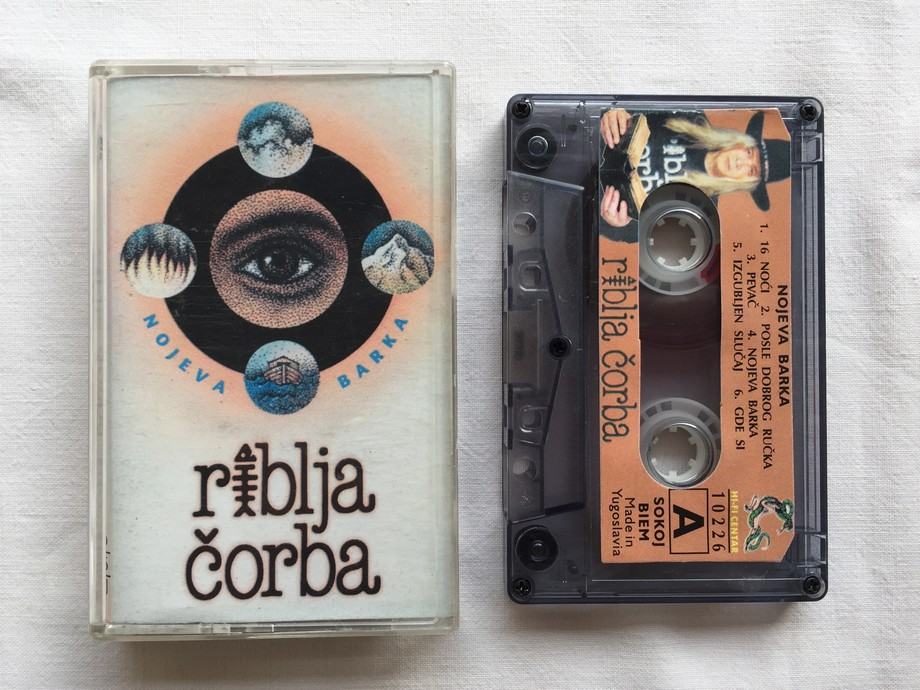 NOJEVA BARKA
riblja
čorba
NOJEVA BARKA
1. 16 NOĆI 2. POSLE DOBROG RUČKA
3. PEVAČ 4. NOJEVA BARKA
5. IZGUBLJEN SLUČAJ 6. GDE SI
riblja čorba
HI-FI CENTAR
10226
A
SOKOJ
BIEM
Made in
Yugoslavia